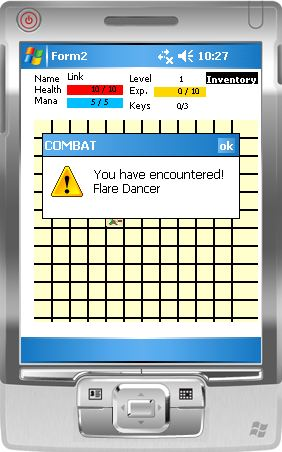 Form2 10:27
Name Link Level 1 Inventory
Health 10 / 10 Exp. 0 / 10
Mana 5 / 5 Keys 0/3
COMBAT ok
You have encountered!
Flare Dancer